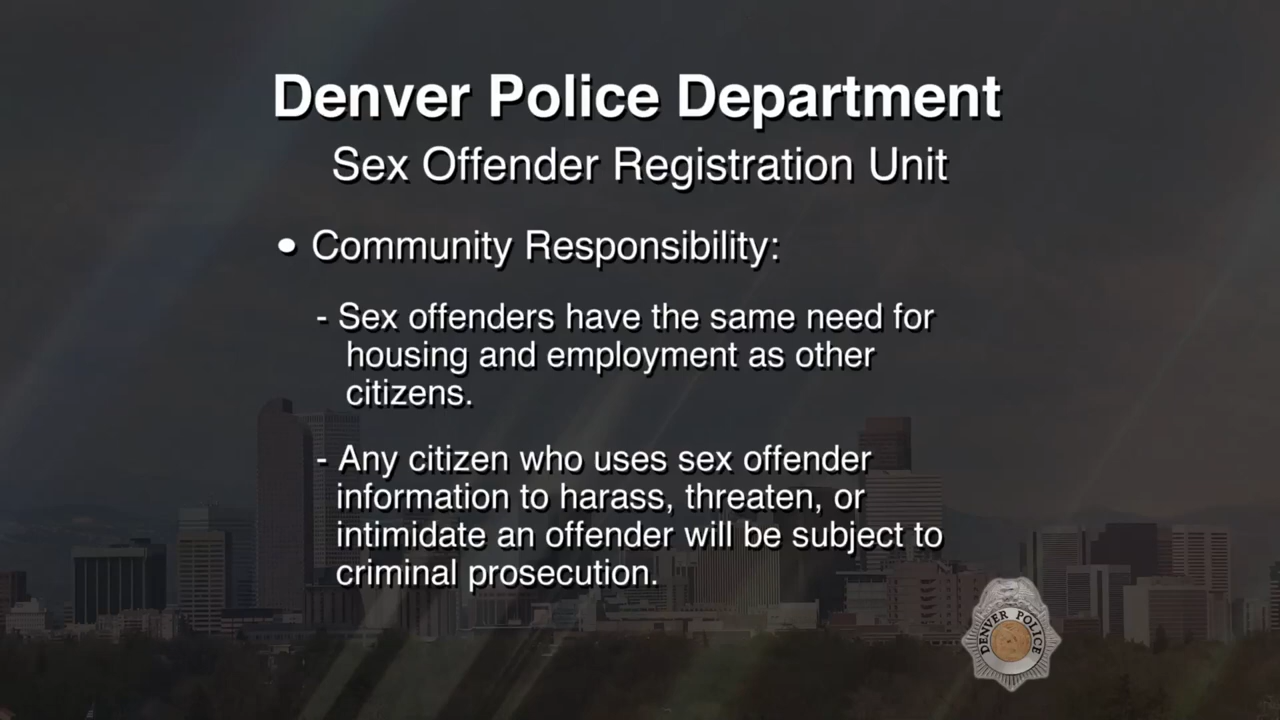 Denver Police Department
Sex Offender Registration Unit
• Community Responsibility:
- Sex offenders have the same need for
housing and employment as other
citizens.
- Any citizen who uses sex offender
information to harass, threaten, or
intimidate an offender will be subject to
criminal prosecution.
DENVER POLICE